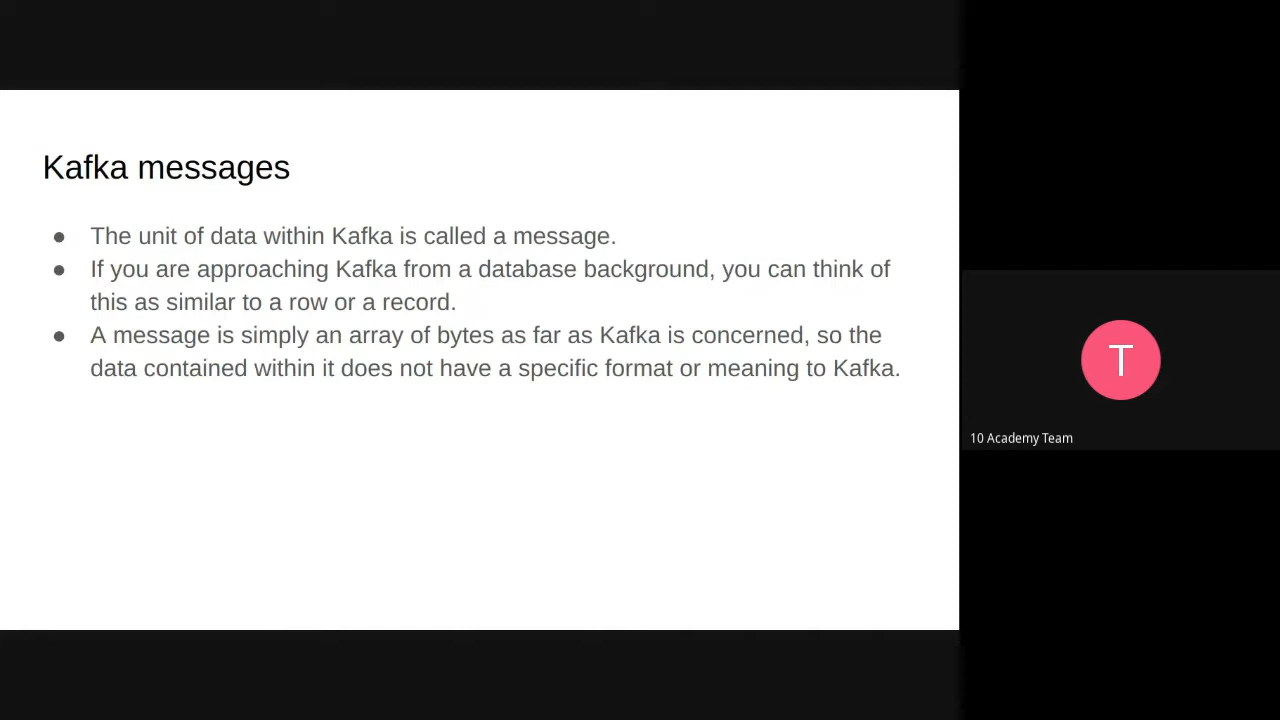 Kafka messages
● The unit of data within Kafka is called a message.
● If you are approaching Kafka from a database background, you can think of
this as similar to a row or a record.
● A message is simply an array of bytes as far as Kafka is concerned, so the
data contained within it does not have a specific format or meaning to Kafka.
T
10 Academy Team